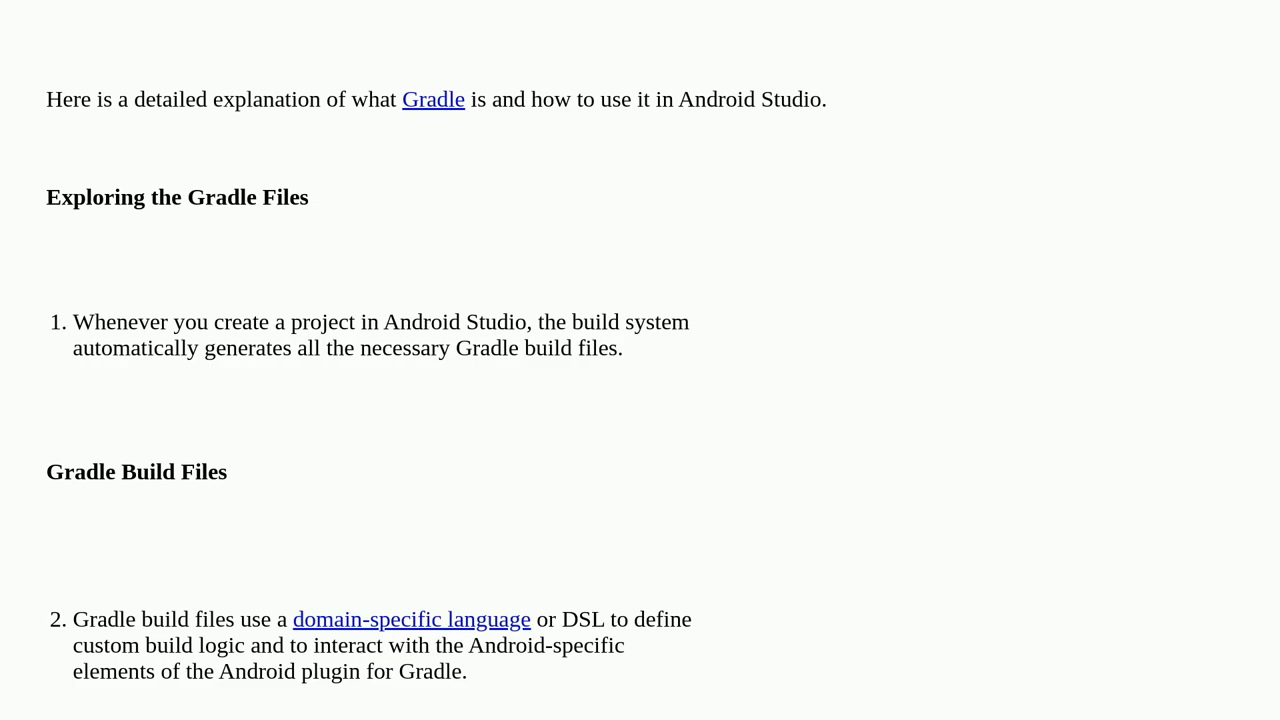 Here is a detailed explanation of what Gradle is and how to use it in Android Studio.
Exploring the Gradle Files
1. Whenever you create a project in Android Studio, the build system
automatically generates all the necessary Gradle build files.
Gradle Build Files
2. Gradle build files use a domain-specific language or DSL to define
custom build logic and to interact with the Android-specific
elements of the Android plugin for Gradle.